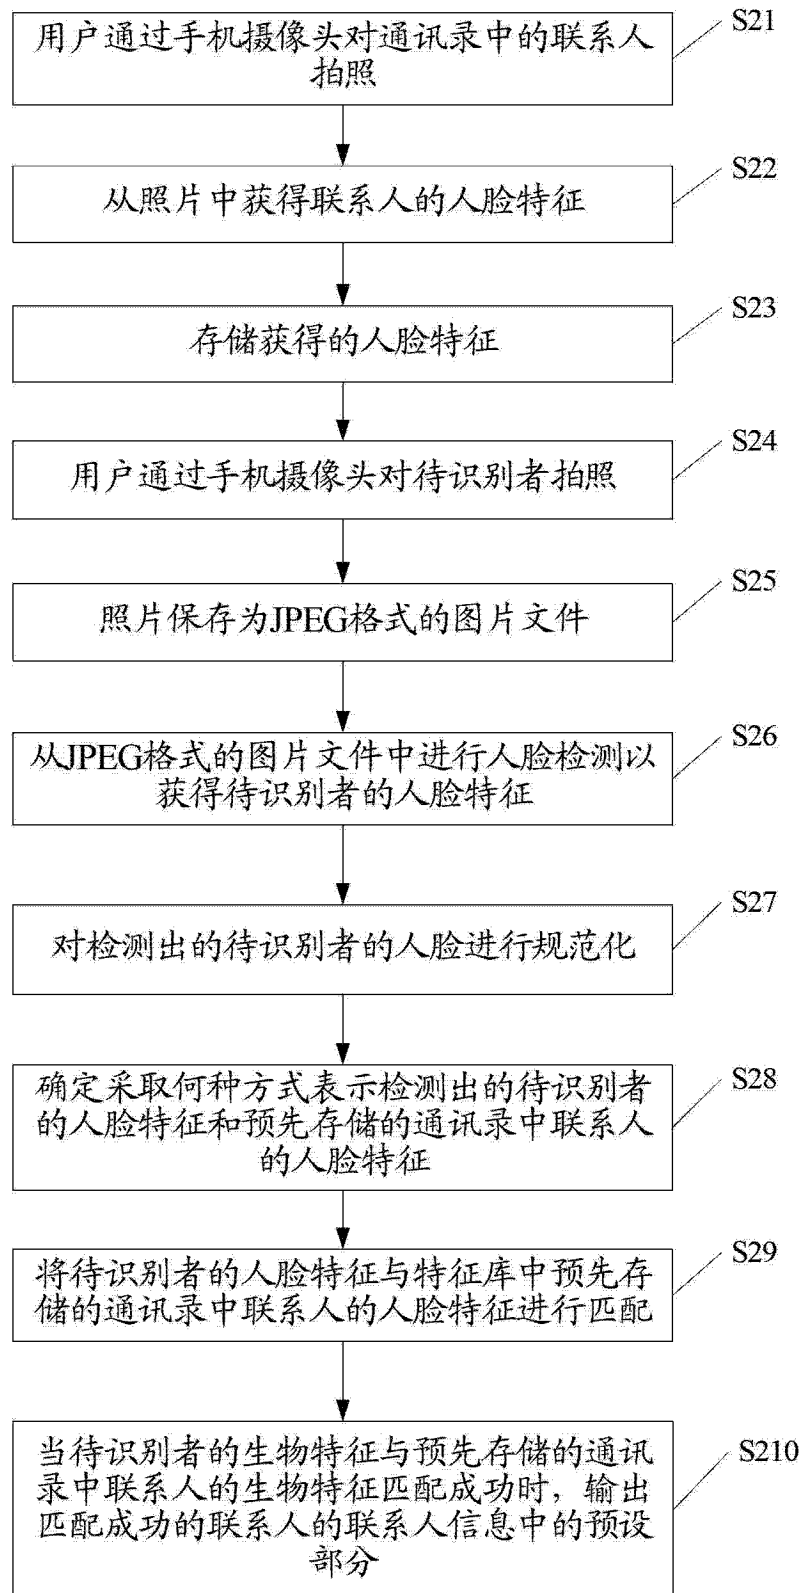 用户通过手机摄像头对通讯录中的联系人
拍照
S21
从照片中获得联系人的人脸特征
S22
存储获得的人脸特征
S23
用户通过手机摄像头对待识别者拍照
S24
照片保存为JPEG格式的图片文件
S25
从JPEG格式的图片文件中进行人脸检测以
获得待识别者的人脸特征
S26
对检测出的待识别者的人脸进行规范化
S27
确定采取何种方式表示检测出的待识别者
的人脸特征和预先存储的通讯录中联系人
的人脸特征
S28
将待识别者的人脸特征与特征库中预先存
储的通讯录中联系人的人脸特征进行匹配
S29
当待识别者的生物特征与预先存储的通讯
录中联系人的生物特征匹配成功时，输出
匹配成功的联系人的联系人信息中的预设
部分
S210